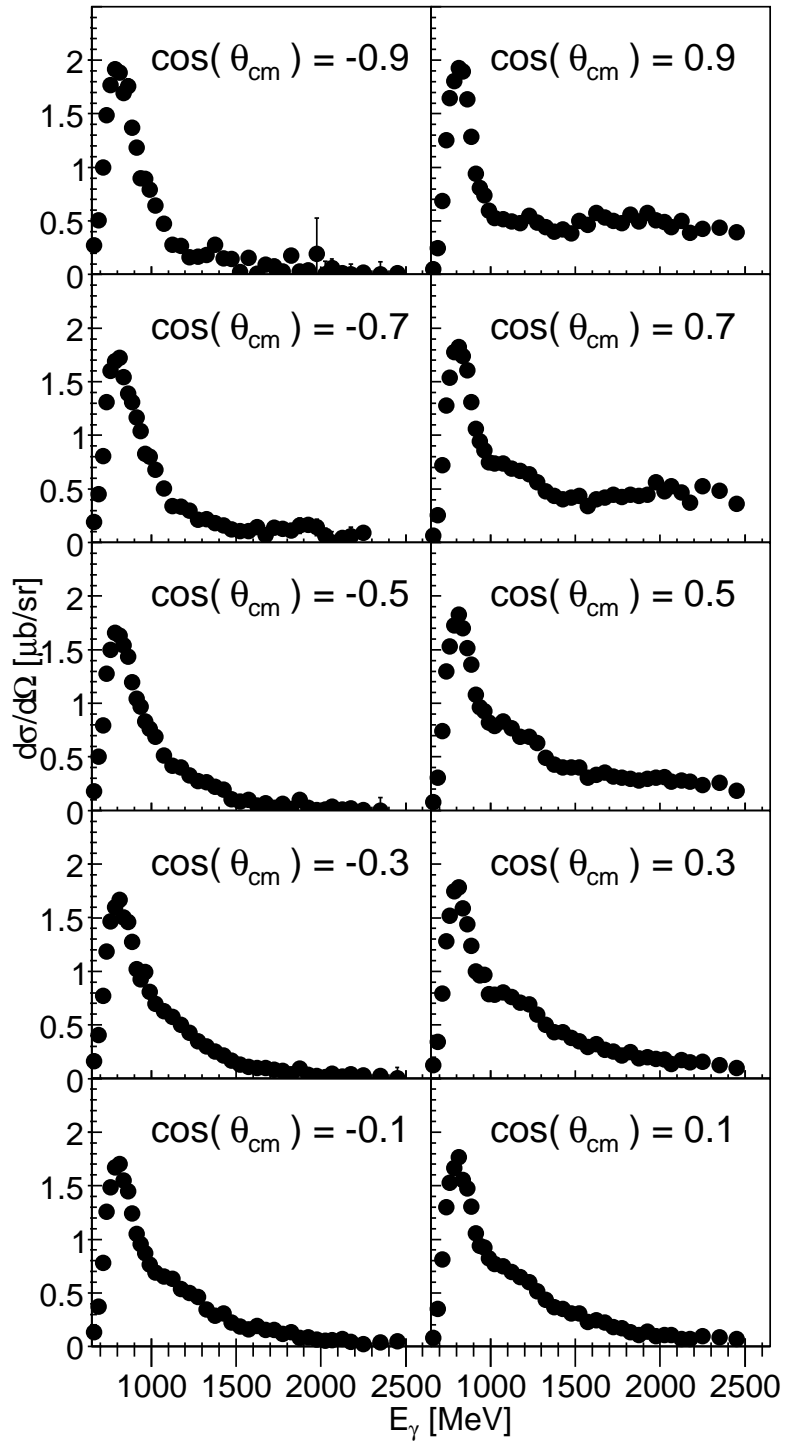 cos( θcm ) = -0.9
cos( θcm ) = 0.9
2
1.5
1
0.5
0
cos( θcm ) = -0.7
cos( θcm ) = 0.7
2
1.5
1
0.5
0
cos( θcm ) = -0.5
cos( θcm ) = 0.5
2
1.5
1
0.5
0
dσ/dΩ [μb/sr]
cos( θcm ) = -0.3
cos( θcm ) = 0.3
2
1.5
1
0.5
0
cos( θcm ) = -0.1
cos( θcm ) = 0.1
2
1.5
1
0.5
0
1000 1500 2000 2500 1000 1500 2000 2500
Eγ [MeV]